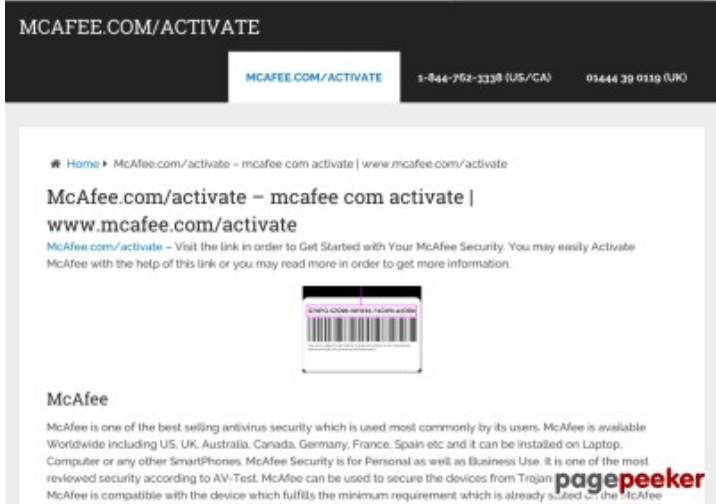 MCAFEE.COM/ACTIVATE
MCAFEE.COM/ACTIVATE
1-844-762-3338 (US/CA)
01444 39 0119 (UK)
Home McAfee.com/activate – mcafee com activate | www.mcafee.com/activate
McAfee.com/activate – mcafee com activate |
www.mcafee.com/activate
McAfee.com/activate – Visit the link in order to Get Started with Your McAfee Security. You may easily Activate
McAfee with the help of this link or you may read more in order to get more information.
McAfee
McAfee is one of the best selling antivirus security which is used most commonly by its users. McAfee is available
Worldwide including US, UK, Australia, Canada, Germany, France, Spain etc and it can be installed on Laptop,
Computer or any other SmartPhones. McAfee Security is for Personal as well as Business Use. It is one of the most
reviewed security according to AV-Test. McAfee can be used to secure the devices from Trojan
pagepeeker
McAfee is compatible with the device which fulfills the minimum requirement which is already stated on the McAfee